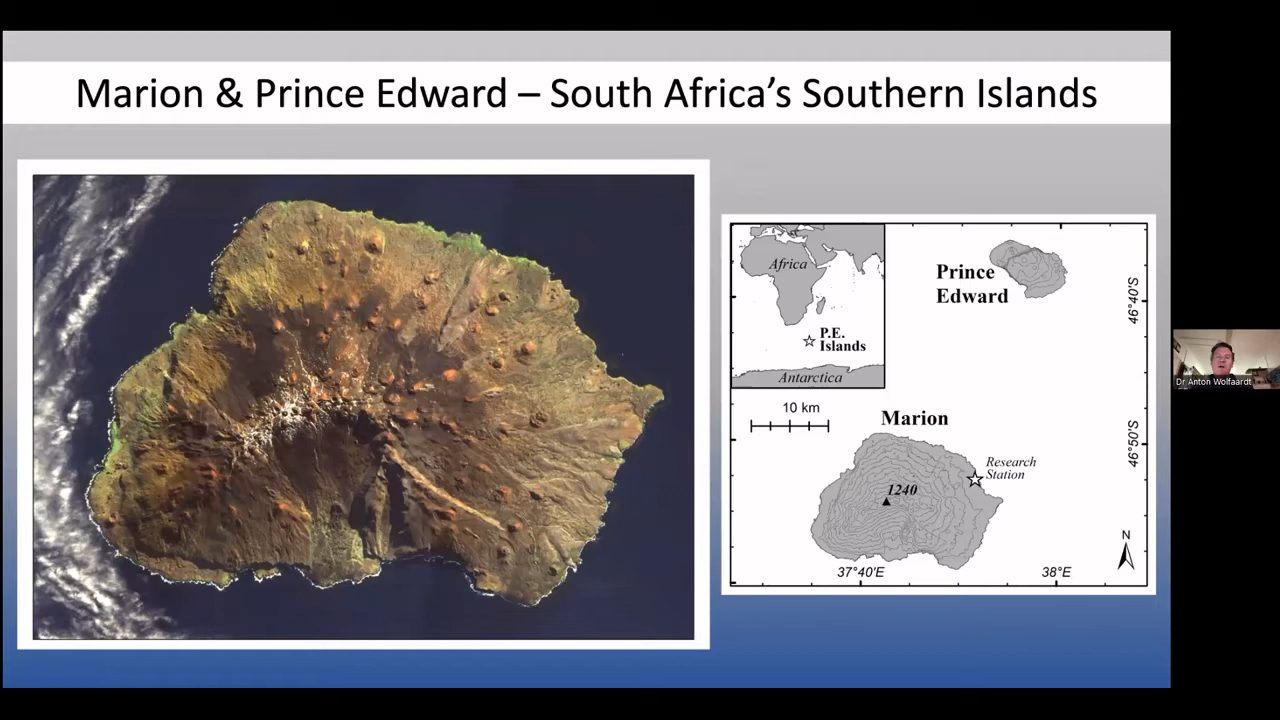 Marion & Prince Edward – South Africa's Southern Islands
Africa
P.E.
Islands
Antarctica
Prince
Edward
46°40'S
10 km
Marion
46°50'S
Research
Station
1240
N
37°40'E
38°E
Dr Anton Wolfaardt